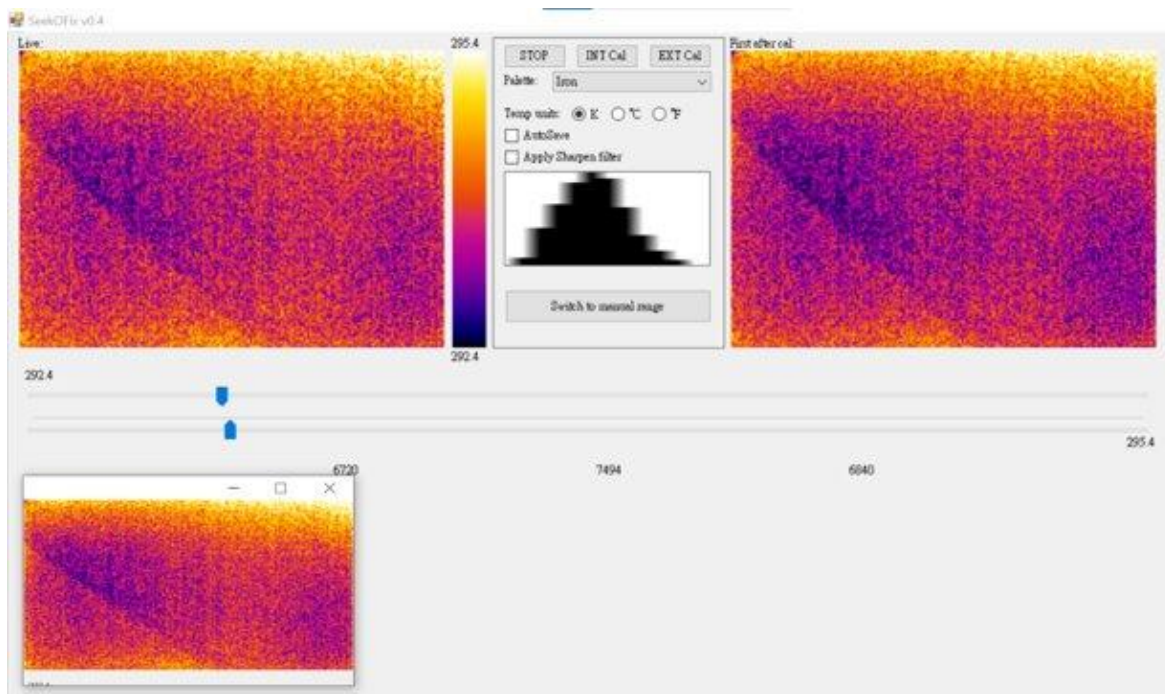 SeekOFix v0.4
Live:
295.4
STOP INT Cal EXT Cal
First after cal:
Palette: Iron
Temp units: K °C °F
AutoSave
Apply Sharpen filter
Switch to manual range
292.4
292.4
295.4
6720 7494 6840